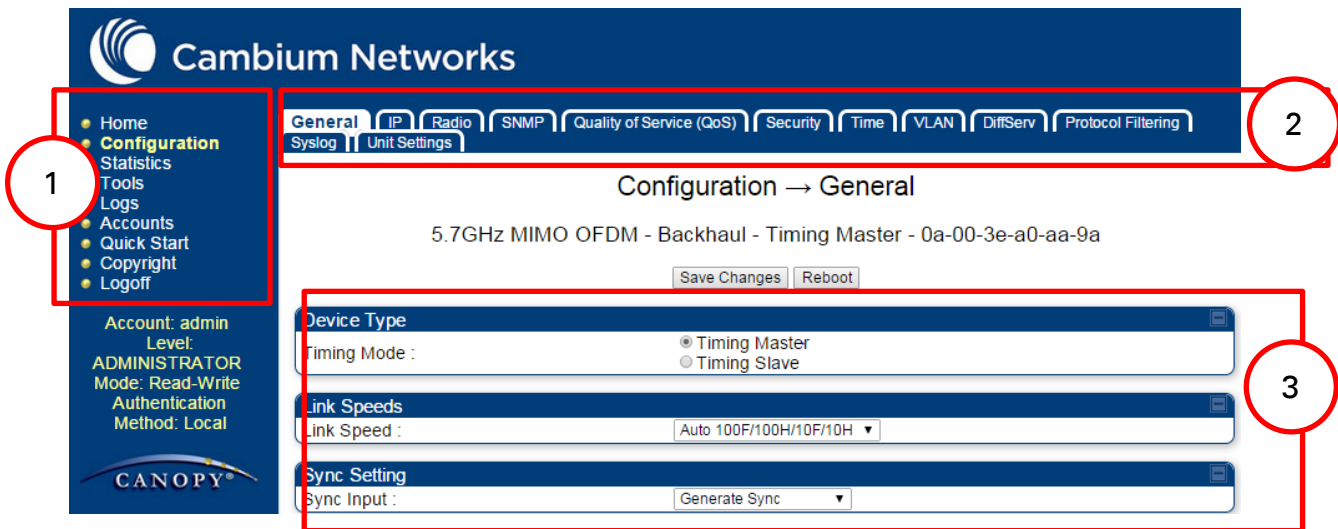 Cambium Networks
Home
Configuration
Statistics
Tools
Logs
Accounts
Quick Start
Copyright
Logoff
1
Account: admin
Level:
ADMINISTRATOR
Mode: Read-Write
Authentication
Method: Local
CANOPY®
General IP Radio SNMP Quality of Service (QoS) Security Time VLAN DiffServ Protocol Filtering
Syslog Unit Settings
2
Configuration → General
5.7GHz MIMO OFDM - Backhaul - Timing Master - 0a-00-3e-a0-aa-9a
Save Changes Reboot
Device Type
Timing Mode : Timing Master
Timing Slave
3
Link Speeds
Link Speed : Auto 100F/100H/10F/10H
Sync Setting
Sync Input : Generate Sync